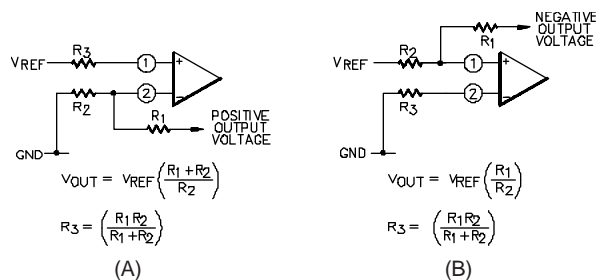 VREF
R3
1
+
2
−
R2
R1
POSITIVE
OUTPUT
VOLTAGE
GND
VOUT = VREF(R1+R2/R2)
R3 = (R1R2/R1+R2)
(A)
NEGATIVE
OUTPUT
VOLTAGE
R1
VREF
R2
1
+
2
−
R3
GND
VOUT = VREF(R1/R2)
R3 = (R1R2/R1+R2)
(B)